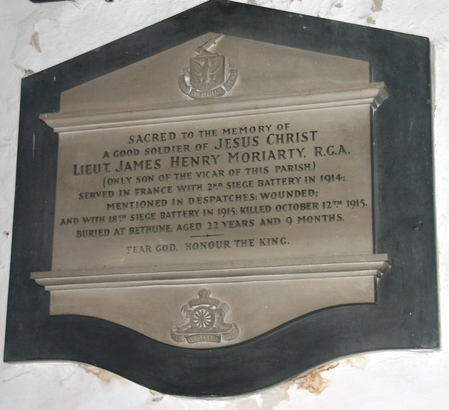 SACRED TO THE MEMORY OF
A GOOD SOLDIER OF JESUS CHRIST
LIEUT. JAMES HENRY MORIARTY, R.G.A.
(ONLY SON OF THE VICAR OF THIS PARISH)
SERVED IN FRANCE WITH 2ND SIEGE BATTERY IN 1914:
MENTIONED IN DESPATCHES: WOUNDED:
AND WITH 18TH SIEGE BATTERY IN 1915: KILLED OCTOBER 12TH 1915.
BURIED AT BETHUNE, AGED 22 YEARS AND 9 MONTHS.
FEAR GOD. HONOUR THE KING.